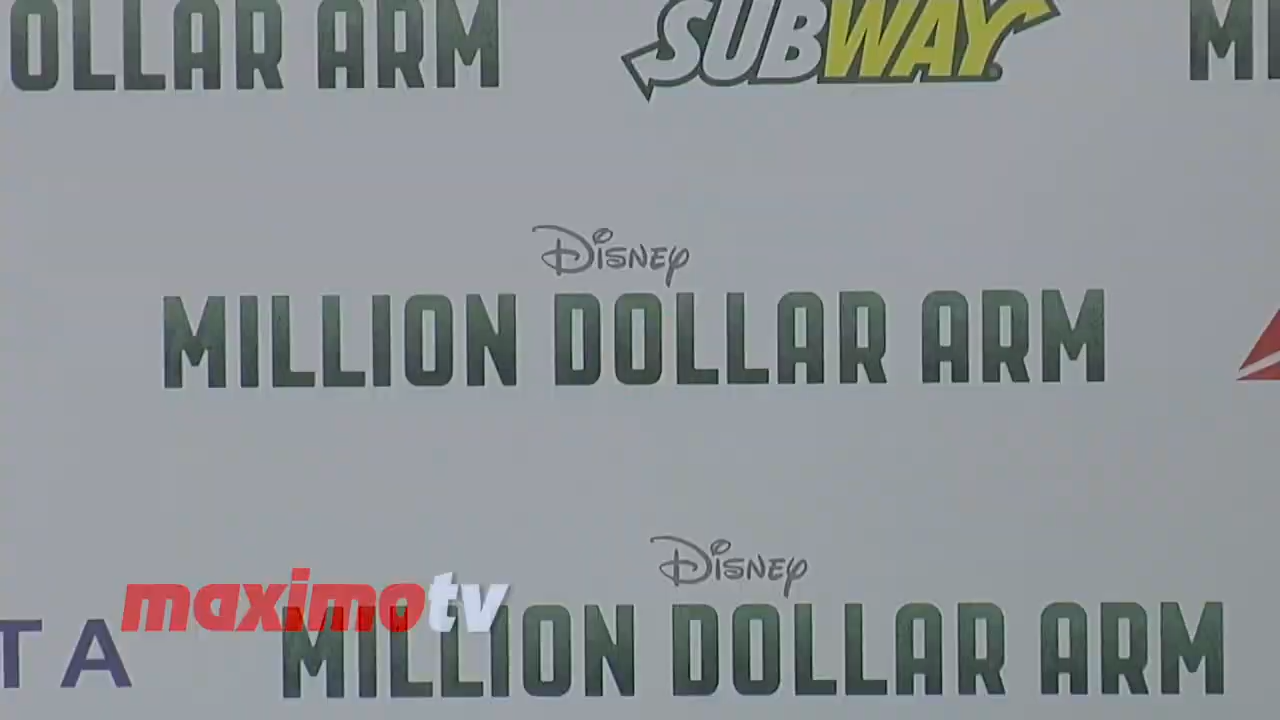 OLLAR ARM
SUBWAY
M
DISNEY
MILLION DOLLAR ARM
DISNEY
maximotv
TA
MILLION DOLLAR ARM